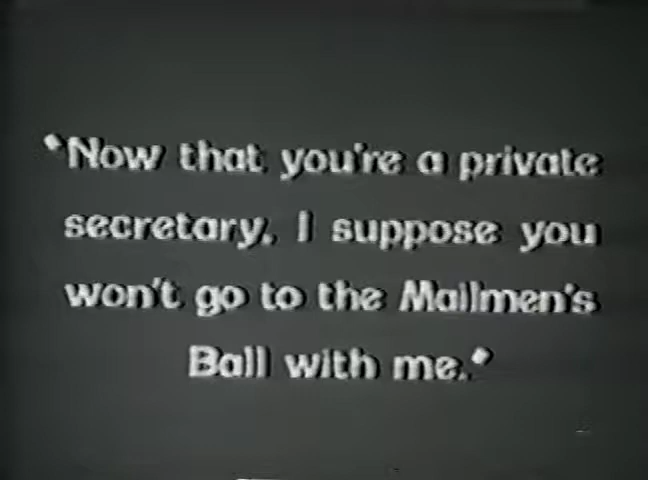 "Now that you're a private
secretary, I suppose you
won't go to the Mailmen's
Ball with me."